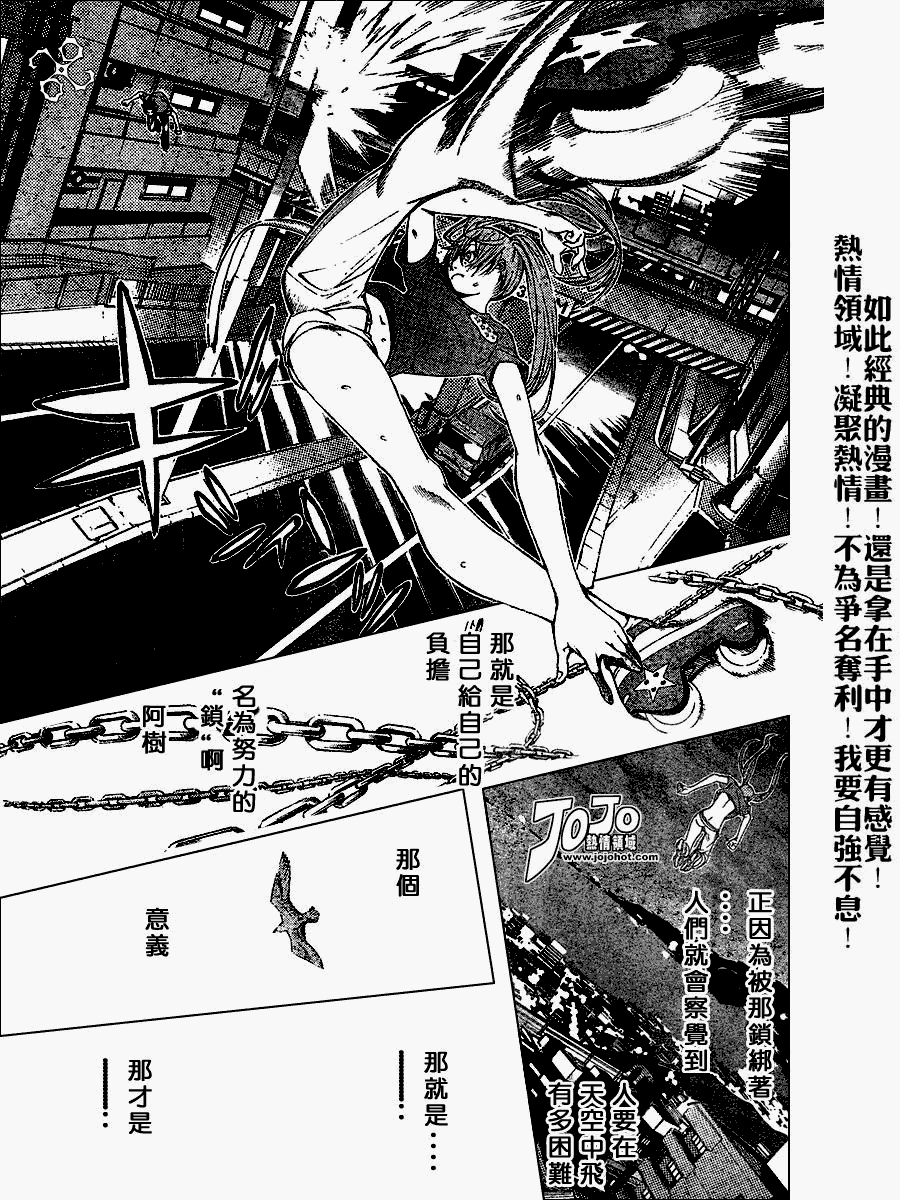 如此經典的漫畫！還是拿在手中才更有感覺！
熱情領域！凝聚熱情！不為爭名奪利！我要自強不息！
那就是
自己給自己的
負擔
名為努力的
“鎖“啊
阿樹
JOJO
熱情領域
www.jojohot.com
正因為被那鎖綁著
‥‥
人們就會察覺到
人要在
天空中飛
有多困難
那個
意義
那就是‥‥
━━━‥
那才是
━━━‥